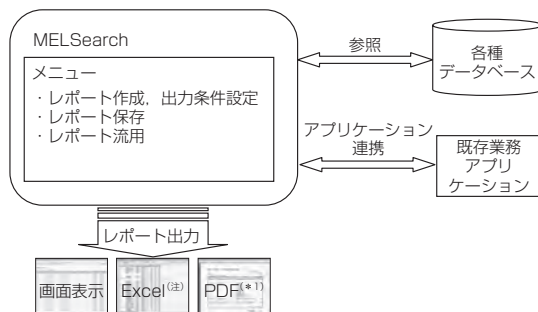 MELSearch
メニュー
・レポート作成，出力条件設定
・レポート保存
・レポート流用
参照
各種
データベース
アプリケーション
連携
既存業務
アプリ
ケーション
レポート出力
画面表示
Excel(注)
PDF(＊1)